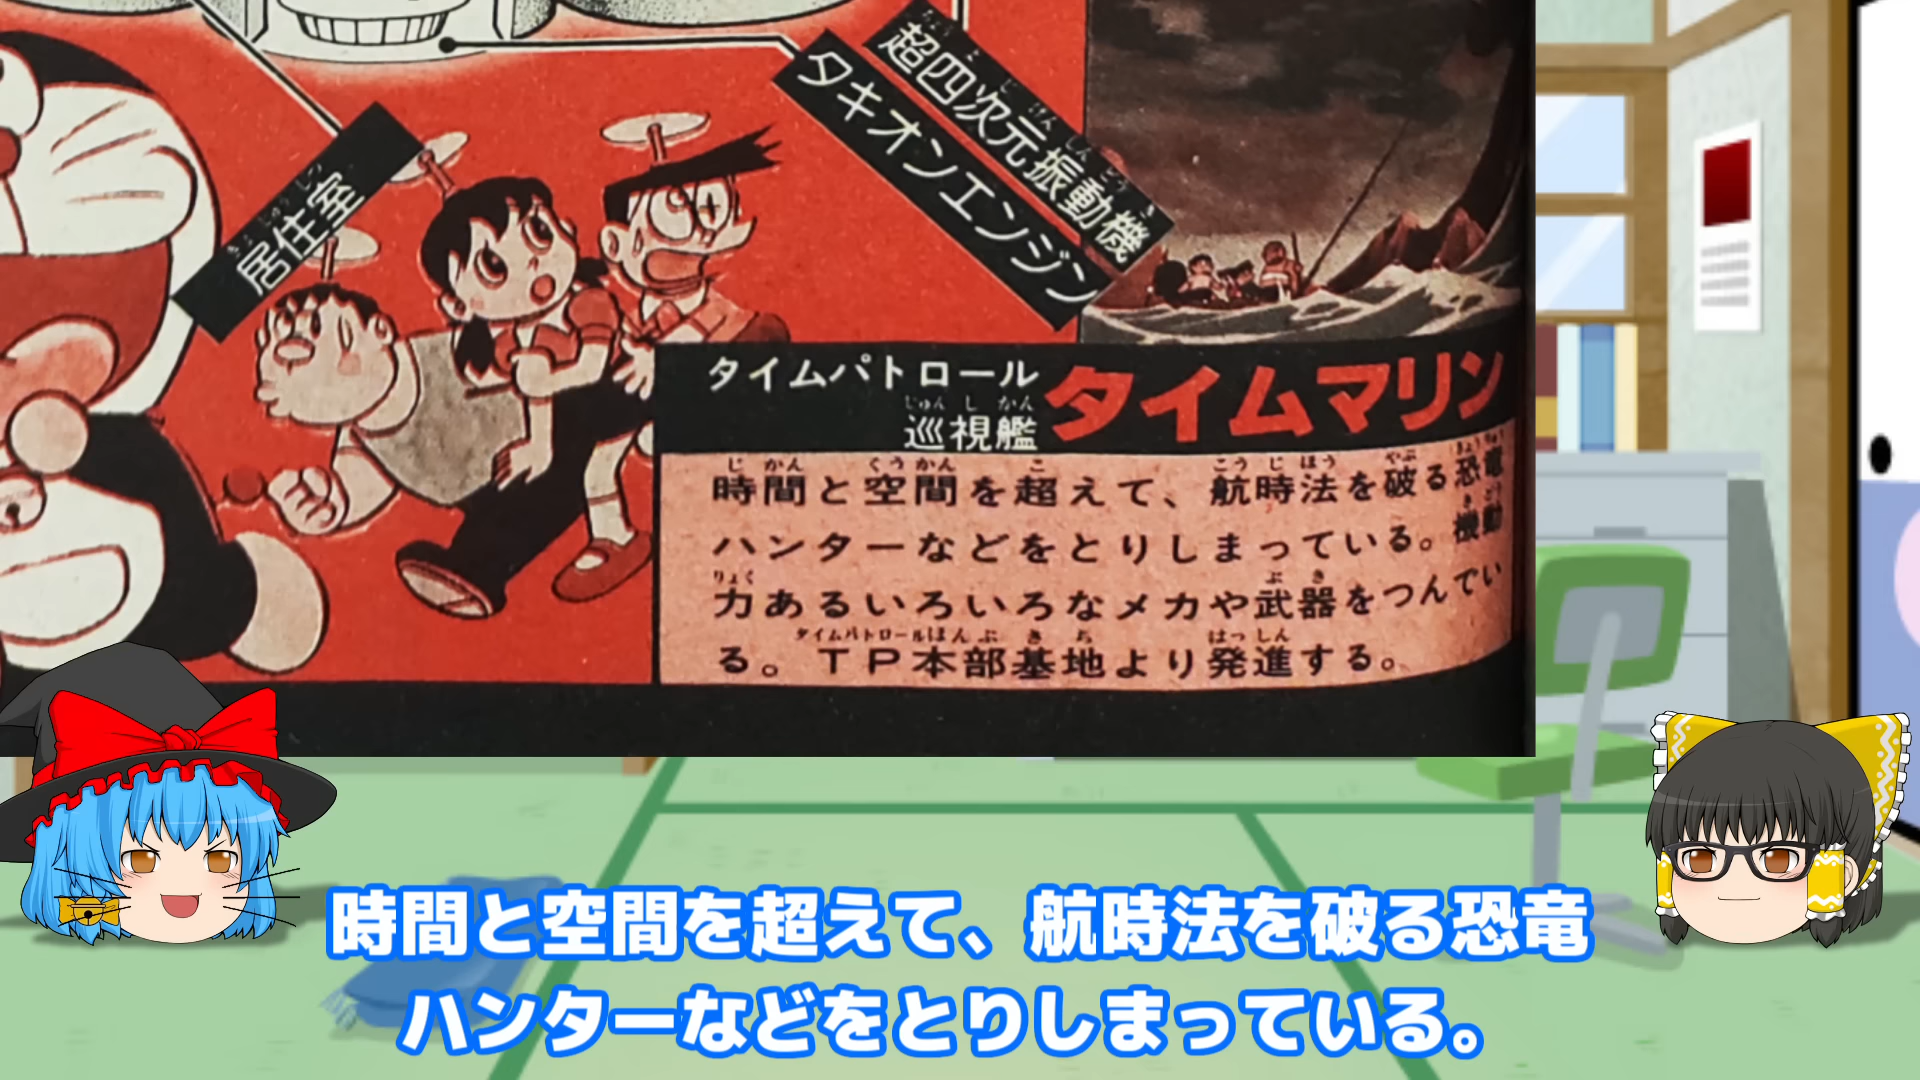 超四次元振動機
タキオンエンジン
居住室
タイムパトロール
巡視艦
タイムマリン
時間と空間を超えて、航時法を破る恐竜
ハンターなどをとりしまっている。機動
力あるいろいろなメカや武器をつんでい
る。TP本部基地より発進する。
時間と空間を超えて、航時法を破る恐竜
ハンターなどをとりしまっている。